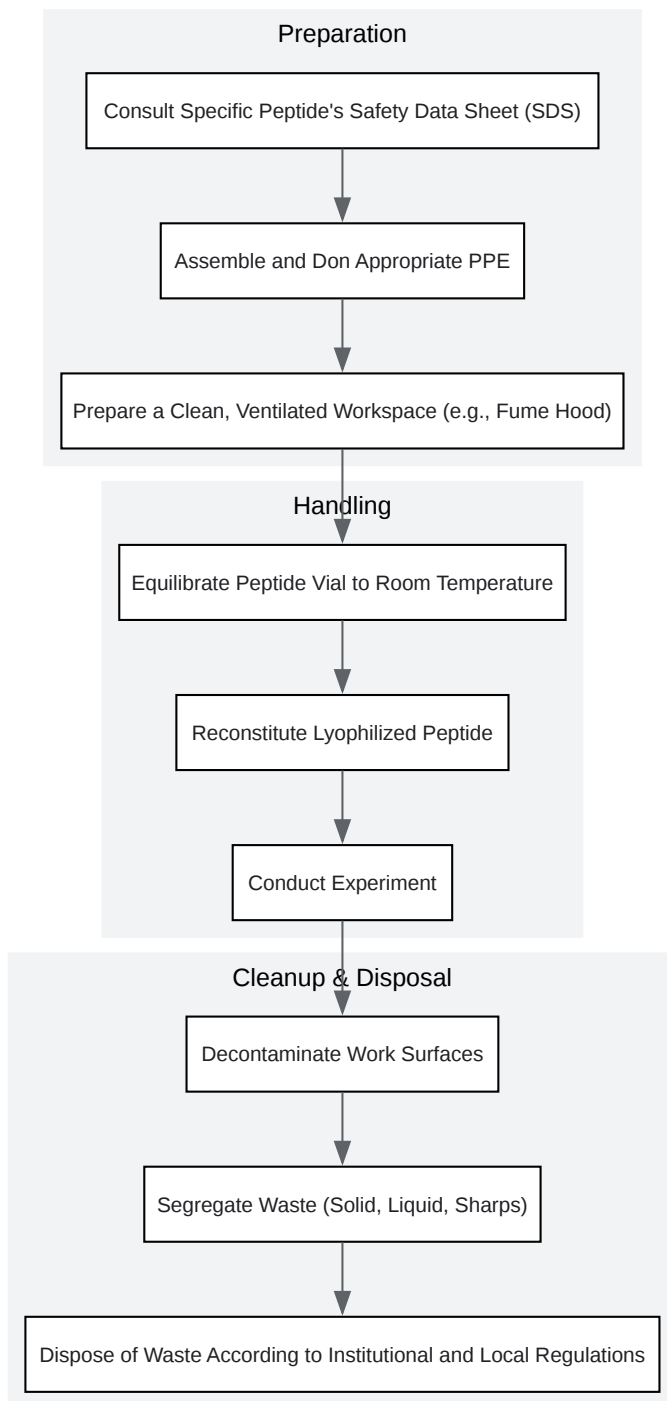 Preparation
Consult Specific Peptide's Safety Data Sheet (SDS)
Assemble and Don Appropriate PPE
Prepare a Clean, Ventilated Workspace (e.g., Fume Hood)
Handling
Equilibrate Peptide Vial to Room Temperature
Reconstitute Lyophilized Peptide
Conduct Experiment
Cleanup & Disposal
Decontaminate Work Surfaces
Segregate Waste (Solid, Liquid, Sharps)
Dispose of Waste According to Institutional and Local Regulations